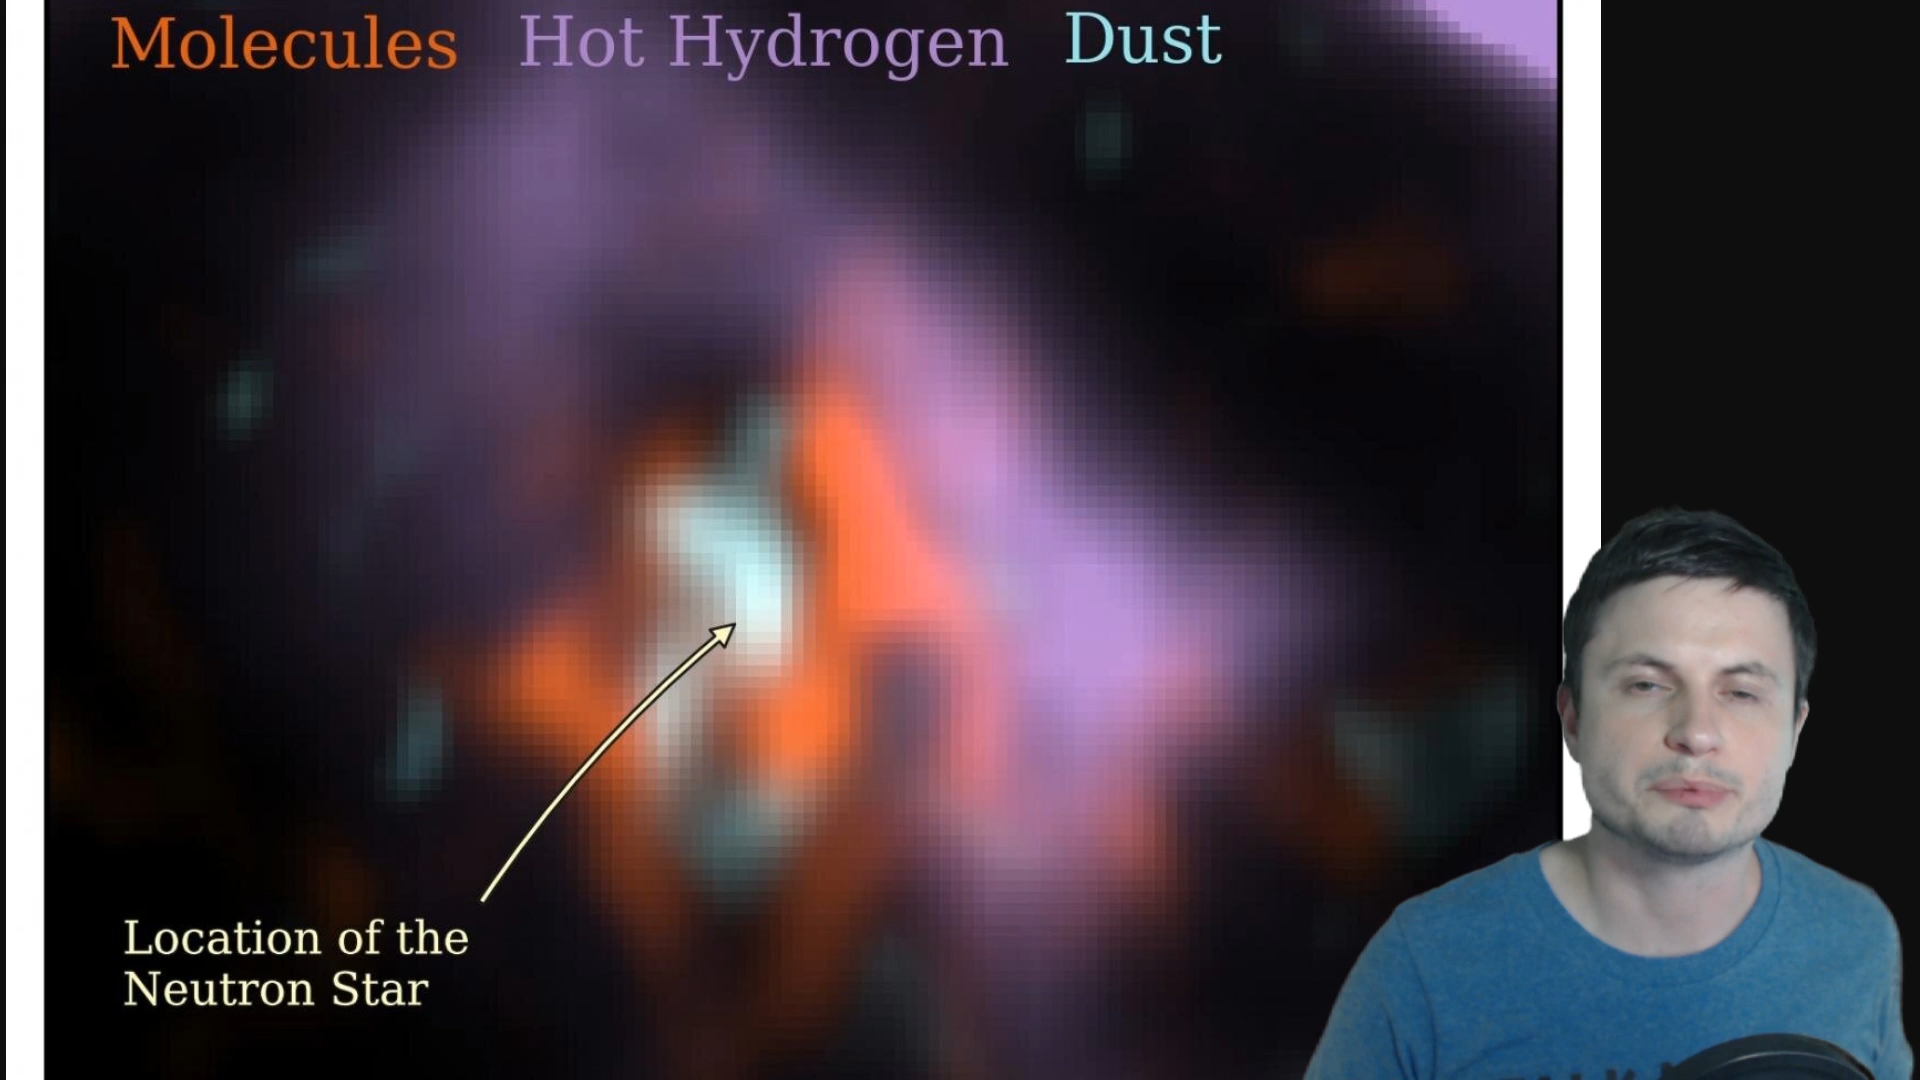 Molecules Hot Hydrogen Dust
Location of the
Neutron Star